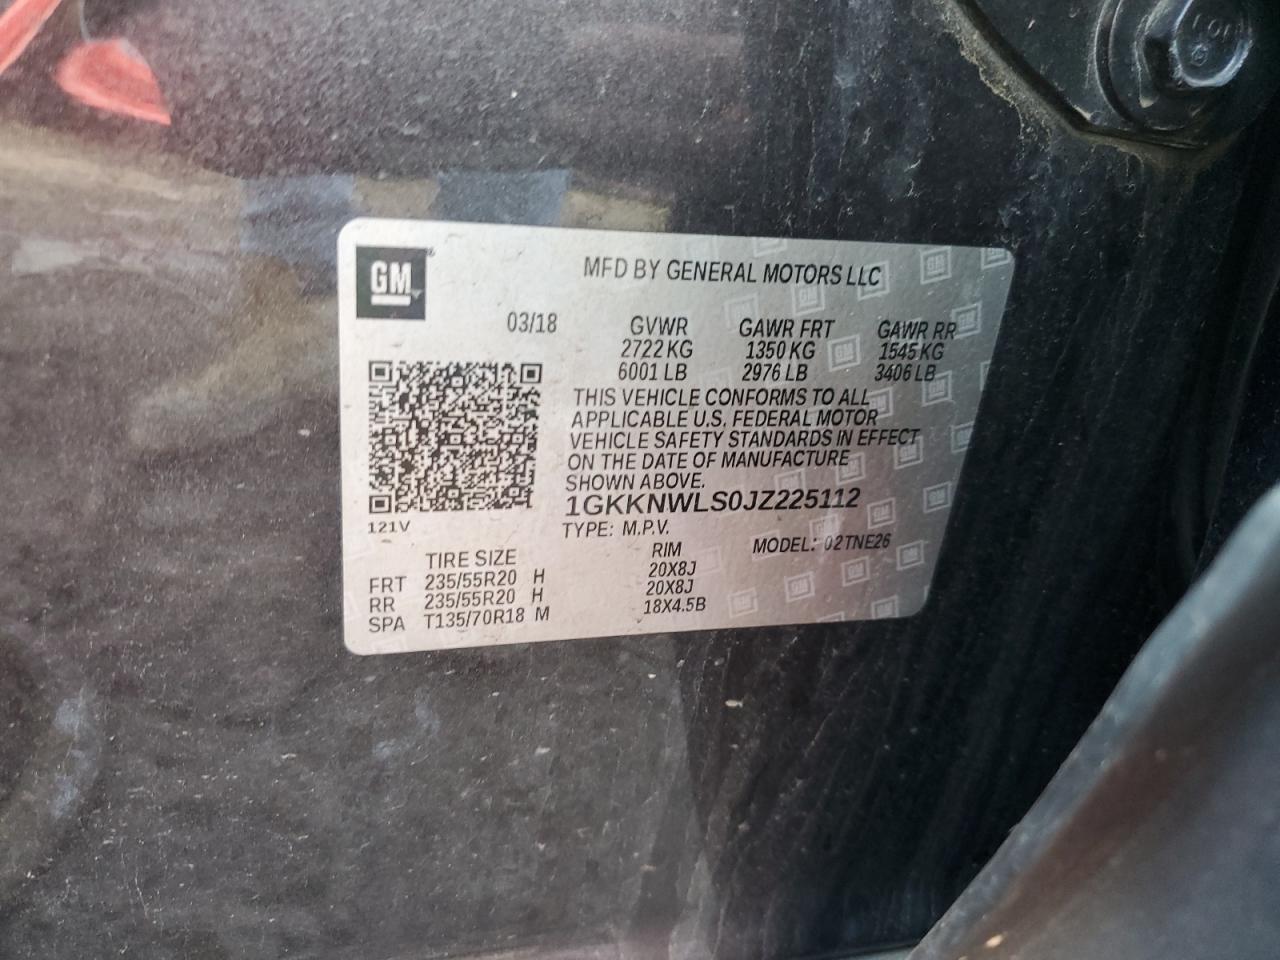 GM
MFD BY GENERAL MOTORS LLC
03/18 GVWR GAWR FRT GAWR RR
2722 KG 1350 KG 1545 KG
6001 LB 2976 LB 3406 LB
THIS VEHICLE CONFORMS TO ALL
APPLICABLE U.S. FEDERAL MOTOR
VEHICLE SAFETY STANDARDS IN EFFECT
ON THE DATE OF MANUFACTURE
SHOWN ABOVE.
1GKKNWLS0JZ225112
121V
TYPE: M.P.V. MODEL: 02TNE26
TIRE SIZE RIM
FRT 235/55R20 H 20X8J
RR 235/55R20 H 20X8J
SPA T135/70R18 M 18X4.5B